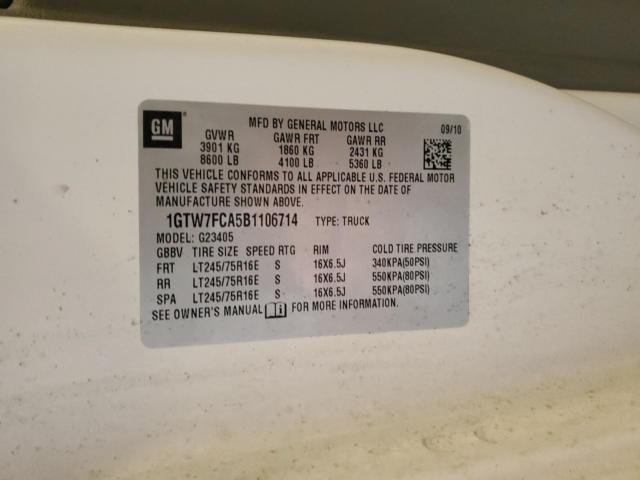 GM
MFD BY GENERAL MOTORS LLC 09/10
GVWR GAWR FRT GAWR RR
3901 KG 1860 KG 2431 KG
8600 LB 4100 LB 5360 LB
THIS VEHICLE CONFORMS TO ALL APPLICABLE U.S. FEDERAL MOTOR
VEHICLE SAFETY STANDARDS IN EFFECT ON THE DATE OF
MANUFACTURE SHOWN ABOVE.
1GTW7FCA5B1106714 TYPE: TRUCK
MODEL: G23405
GBBV TIRE SIZE SPEED RTG RIM COLD TIRE PRESSURE
FRT LT245/75R16E S 16X6.5J 340KPA(50PSI)
RR LT245/75R16E S 16X6.5J 550KPA(80PSI)
SPA LT245/75R16E S 16X6.5J 550KPA(80PSI)
SEE OWNER'S MANUAL FOR MORE INFORMATION.